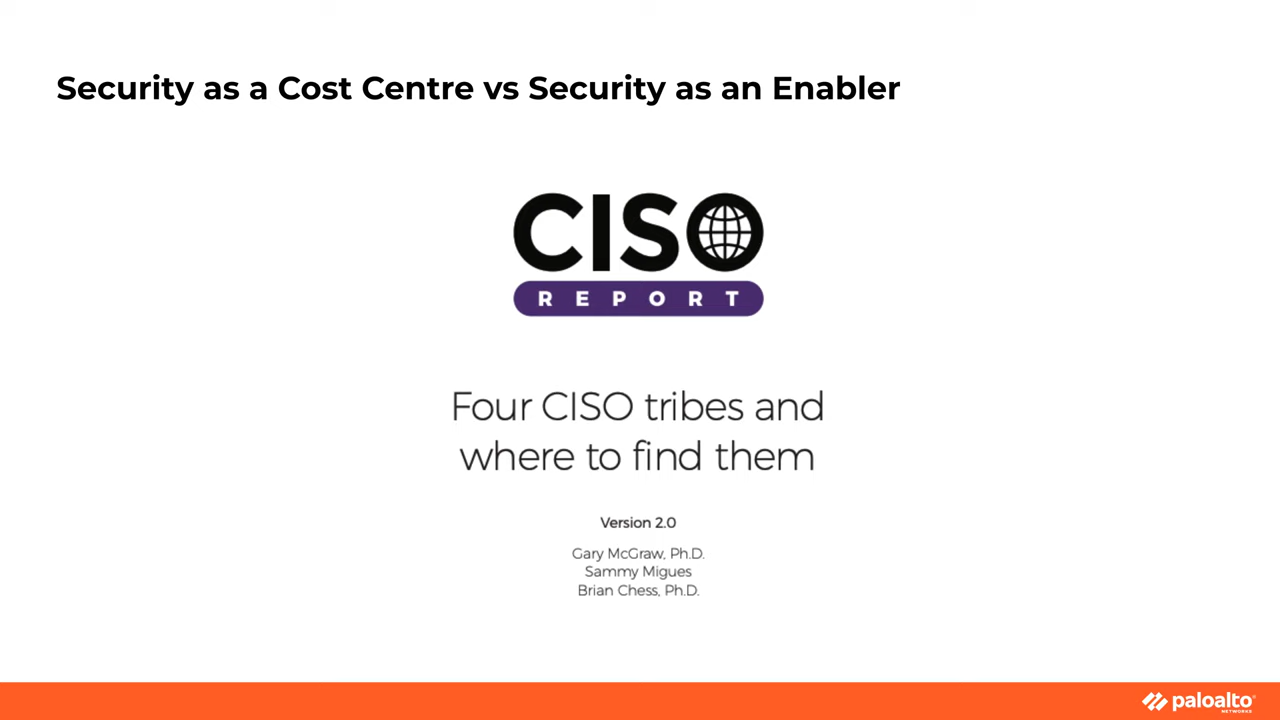 Security as a Cost Centre vs Security as an Enabler
CISO
REPORT
Four CISO tribes and
where to find them
Version 2.0
Gary McGraw, Ph.D.
Sammy Migues
Brian Chess, Ph.D.
paloalto
NETWORKS